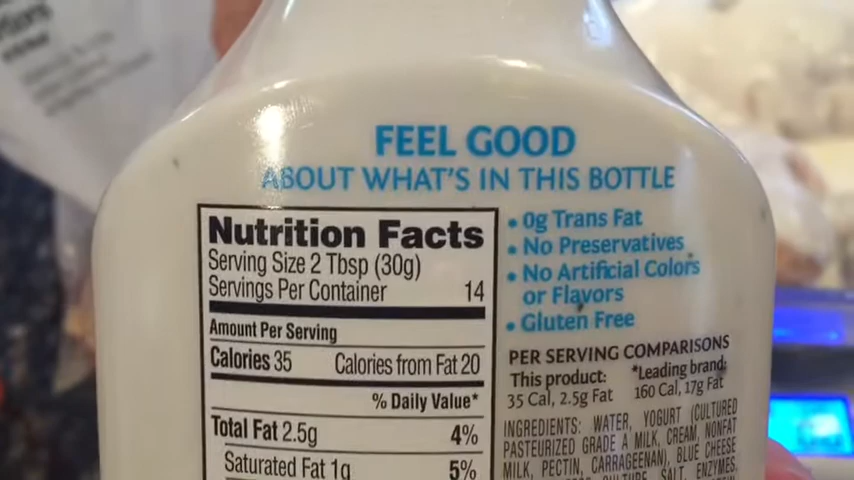 FEEL GOOD
ABOUT WHAT'S IN THIS BOTTLE
Nutrition Facts
Serving Size 2 Tbsp (30g)
Servings Per Container 14
Amount Per Serving
Calories 35 Calories from Fat 20
% Daily Value*
Total Fat 2.5g 4%
Saturated Fat 1g 5%
• 0g Trans Fat
• No Preservatives
• No Artificial Colors
or Flavors
• Gluten Free
PER SERVING COMPARISONS
This product: *Leading brand:
35 Cal, 2.5g Fat 160 Cal, 17g Fat
INGREDIENTS: WATER, YOGURT (CULTURED
PASTEURIZED GRADE A MILK, CREAM, NONFAT
MILK, PECTIN, CARRAGEENAN), BLUE CHEESE
CULTURE, SALT, ENZYMES,